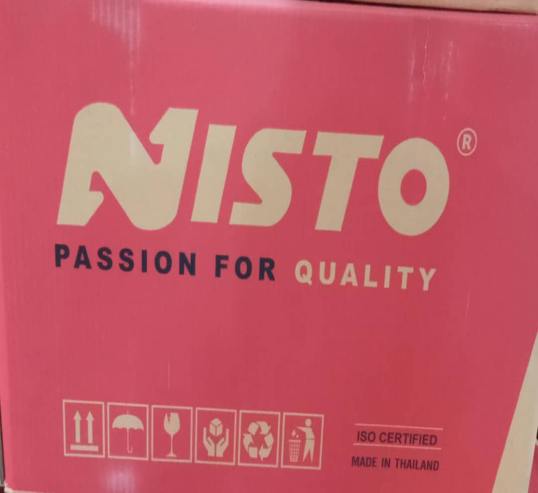 NISTO ®
PASSION FOR QUALITY
ISO CERTIFIED
MADE IN THAILAND